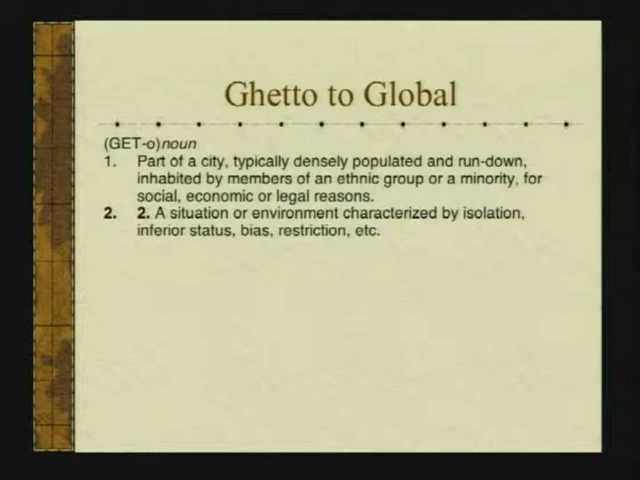 Ghetto to Global
(GET-o)noun
1. Part of a city, typically densely populated and run-down,
inhabited by members of an ethnic group or a minority, for
social, economic or legal reasons.
2. 2. A situation or environment characterized by isolation,
inferior status, bias, restriction, etc.